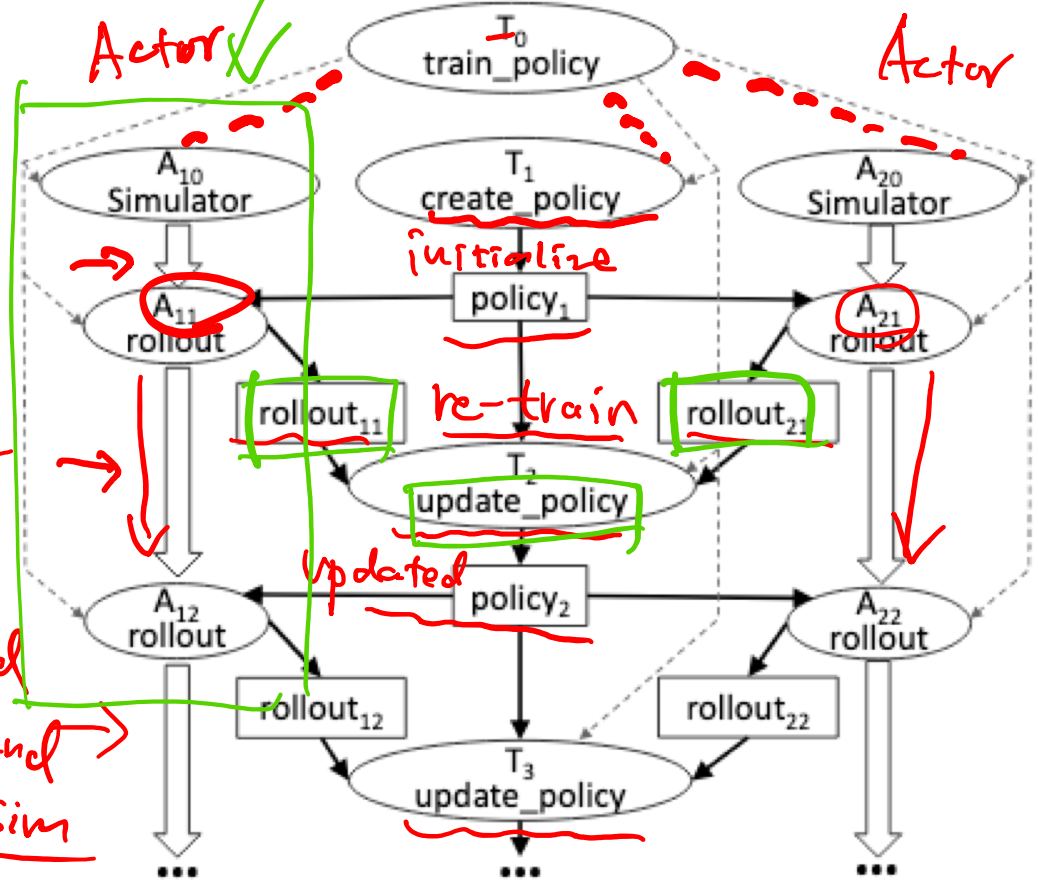 Actor
T₀
train_policy
Actor
A₁₀
Simulator
T₁
create_policy
A₂₀
Simulator
initialize
A₁₁
rollout
policy₁
A₂₁
rollout
rollout₁₁
re-train
rollout₂₁
T₂
update_policy
updated
A₁₂
rollout
policy₂
A₂₂
rollout
rollout₁₂
rollout₂₂
T₃
update_policy
sim
•••
•••
•••